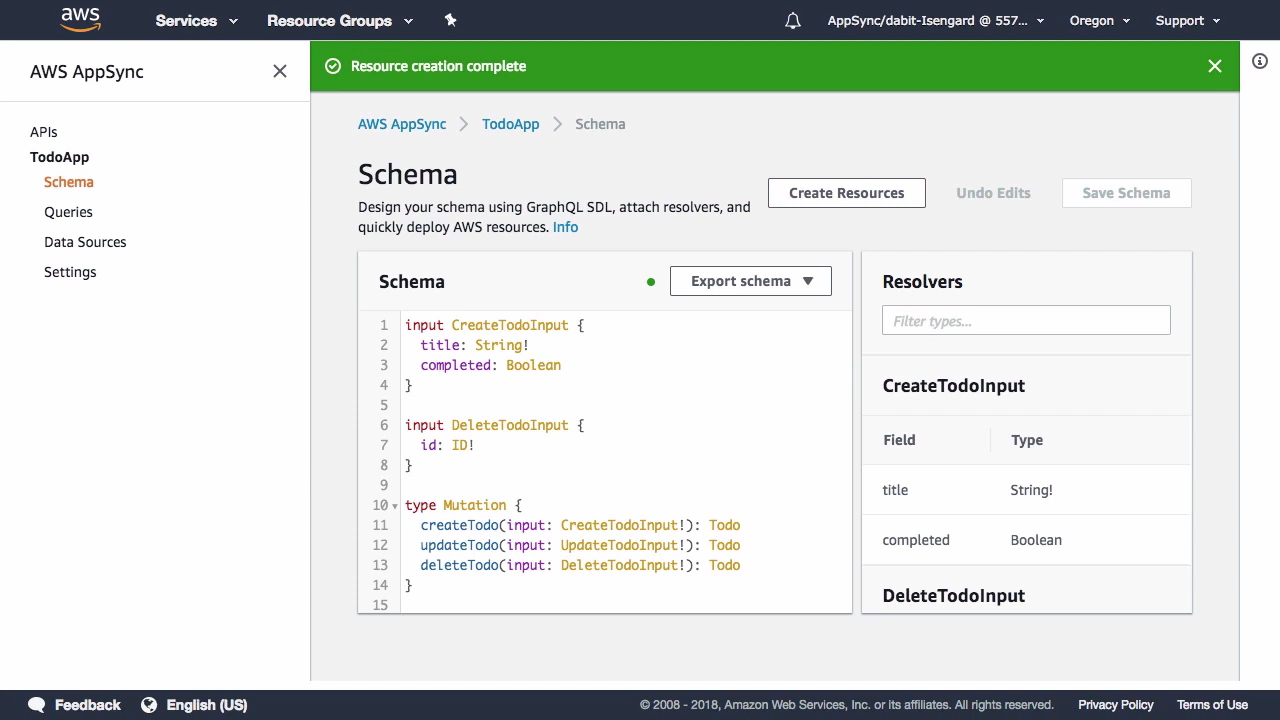 aws Services Resource Groups AppSync/dabit-Isengard @ 557... Oregon Support
AWS AppSync
APIs
TodoApp
Schema
Queries
Data Sources
Settings
Resource creation complete
AWS AppSync TodoApp Schema
Schema
Design your schema using GraphQL SDL, attach resolvers, and
quickly deploy AWS resources. Info
Create Resources Undo Edits Save Schema
Schema Export schema
1 input CreateTodoInput {
2 title: String!
3 completed: Boolean
4 }
5
6 input DeleteTodoInput {
7 id: ID!
8 }
9
10 type Mutation {
11 createTodo(input: CreateTodoInput!): Todo
12 updateTodo(input: UpdateTodoInput!): Todo
13 deleteTodo(input: DeleteTodoInput!): Todo
14 }
15
Resolvers
Filter types...
CreateTodoInput
Field Type
title String!
completed Boolean
DeleteTodoInput
Feedback English (US) © 2008 - 2018, Amazon Web Services, Inc. or its affiliates. All rights reserved. Privacy Policy Terms of Use